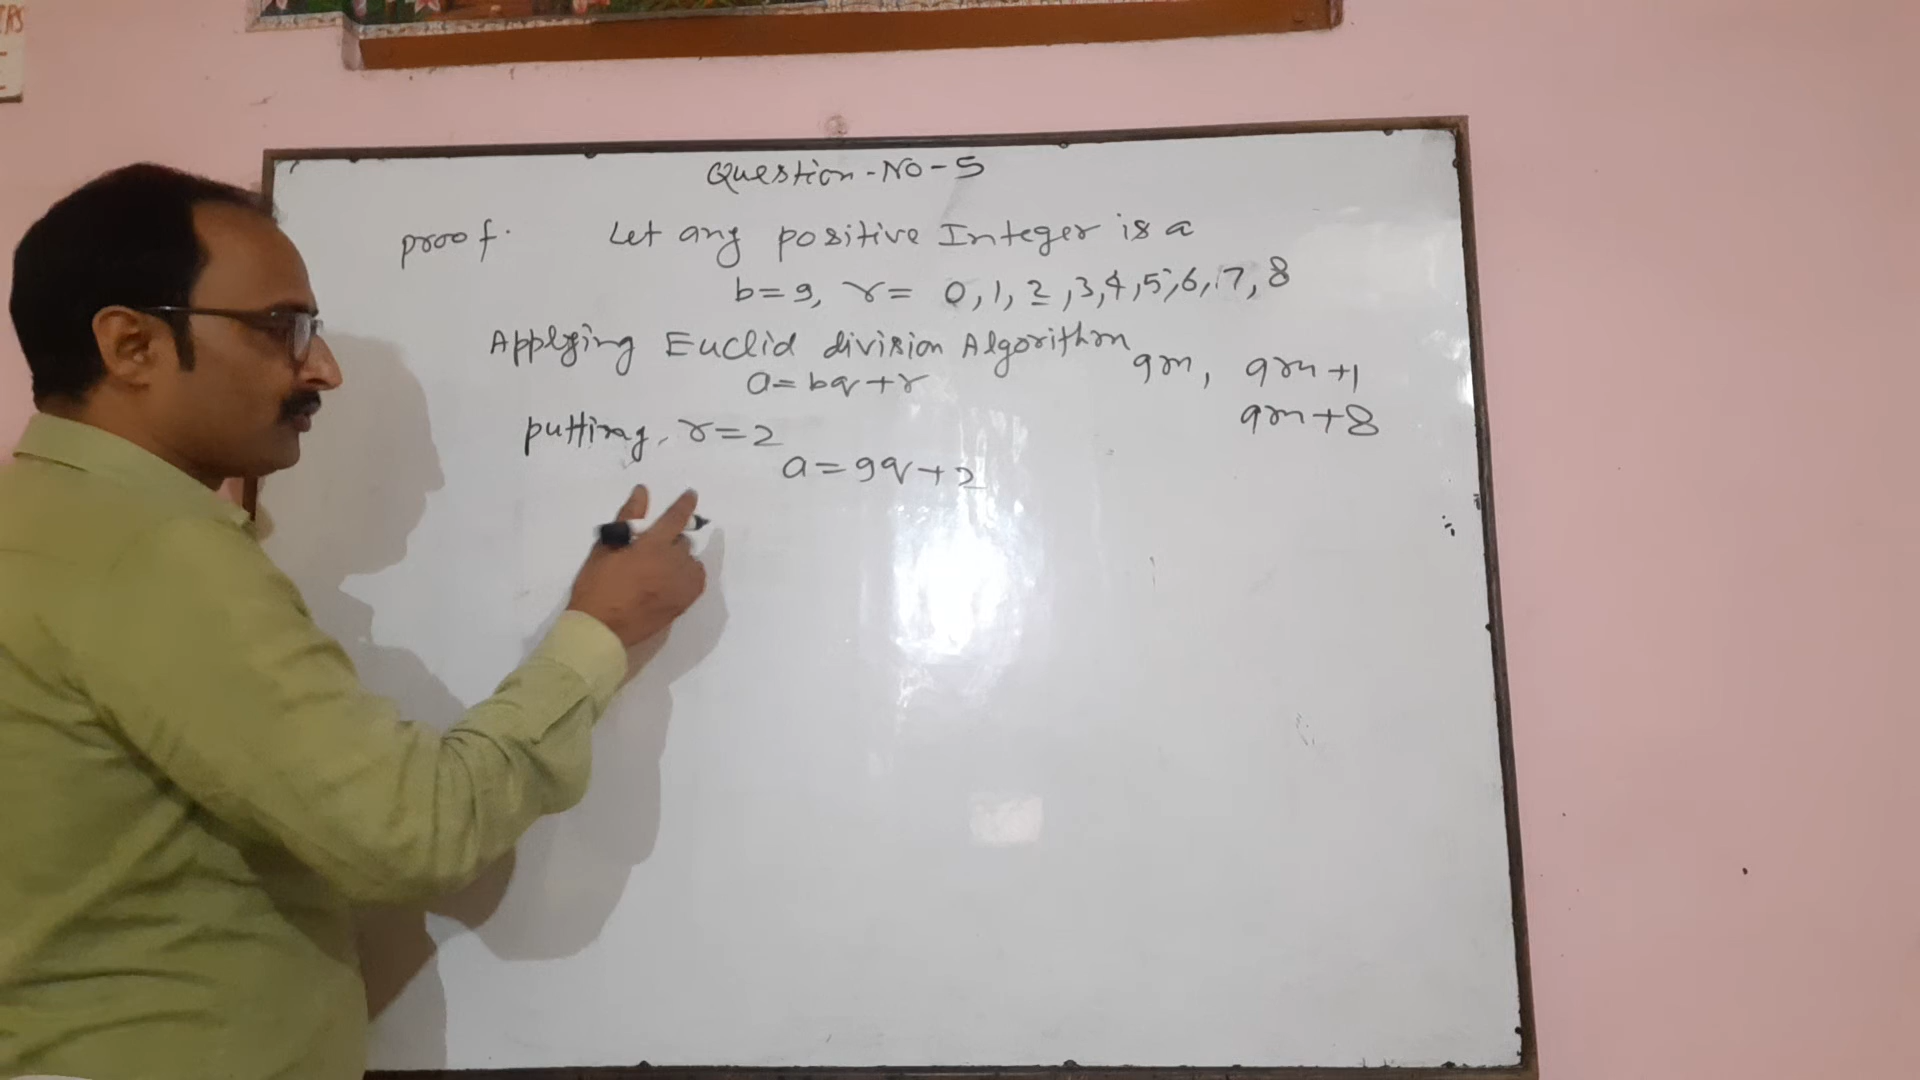 Question-No-5
proof. Let any positive Integer is a
b=9, r= 0,1,2,3,4,5,6,7,8
Applying Euclid division Algorithm
a=bq+r
9m, 9m+1
9m+8
putting, r=2
a=9q+2